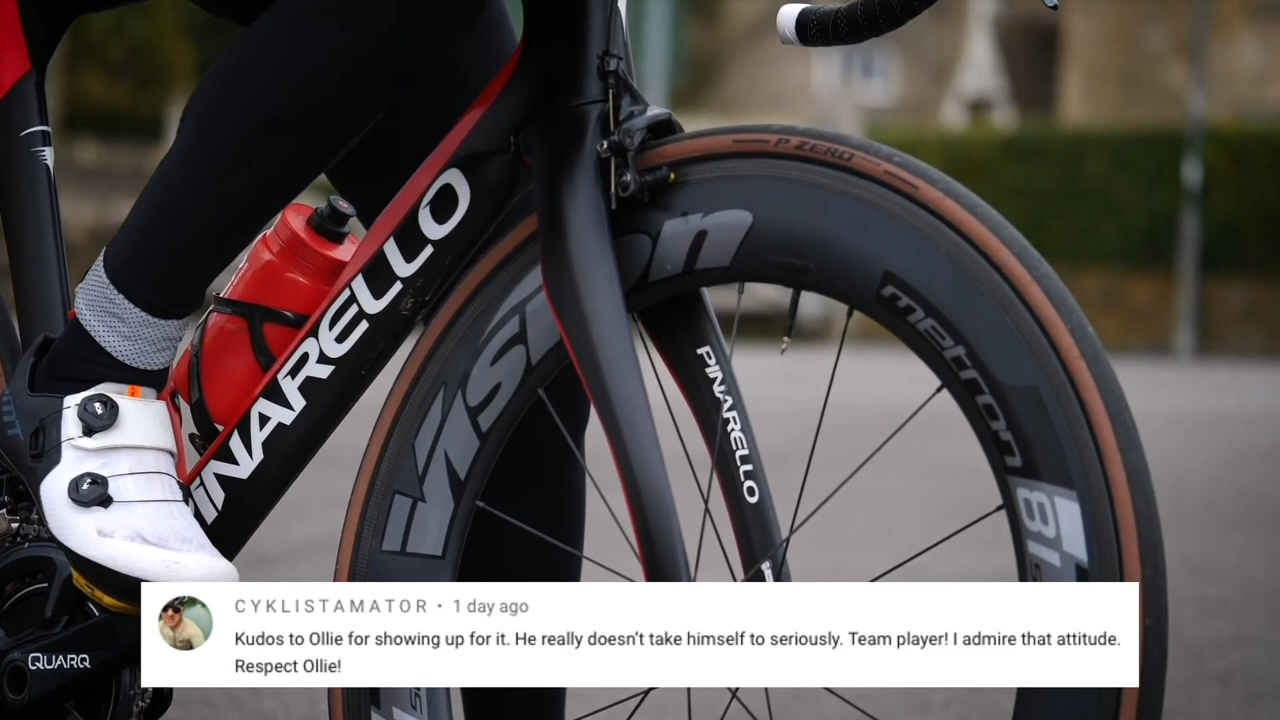 P ZERO
Vision
metron
81 SL
PINARELLO
PINARELLO
QUARQ
C Y K L I S T A M A T O R • 1 day ago
Kudos to Ollie for showing up for it. He really doesn't take himself to seriously. Team player! I admire that attitude.
Respect Ollie!